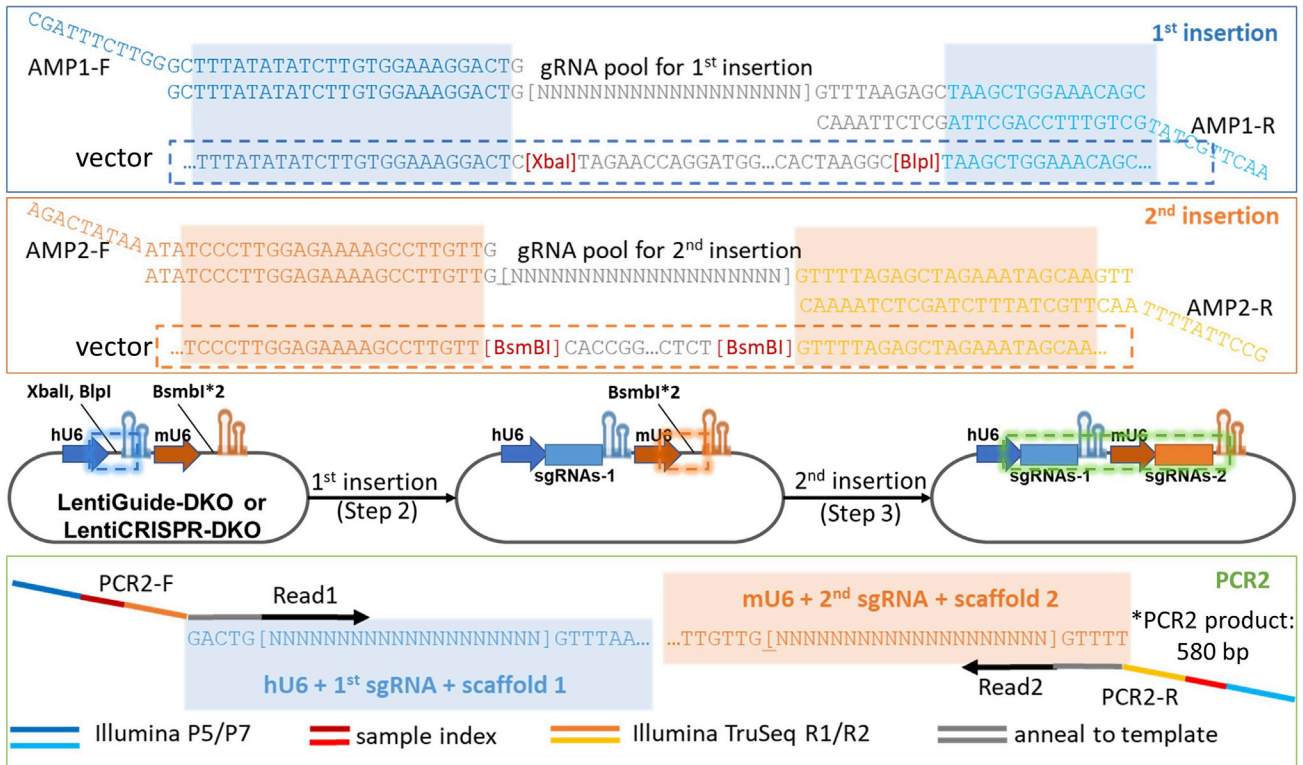 1st insertion
CGATTTCTTGG
AMP1-F
GCTTTATATATCTTGTGGAAAGGACTG
gRNA pool for 1st insertion
GCTTTATATATCTTGTGGAAAGGACTG[NNNNNNNNNNNNNNNNNNNN]GTTTAAGAGCTAAGCTGGAAACAGC
CAAATTCTCGATTCGACCTTTGTCG
TATCGTTCAA
AMP1-R
vector
...TTTATATATCTTGTGGAAAGGACTC[XbaI]TAGAACCAGGATGG...CACTAAGGC[BlpI]TAAGCTGGAAACAGC...
2nd insertion
AGACTATAA
AMP2-F
ATATCCCTTGGAGAAAAGCCTTGTTG
gRNA pool for 2nd insertion
ATATCCCTTGGAGAAAAGCCTTGTTG[NNNNNNNNNNNNNNNNNNNN]GTTTTAGAGCTAGAAATAGCAAGTT
CAAAATCTCGATCTTTATCGTTCAA
TTTTATTCCG
AMP2-R
vector
...TCCCTTGGAGAAAAGCCTTGTT[BsmBI]CACCGG...CTCT[BsmBI]GTTTTAGAGCTAGAAATAGCAA...
XbaII, BlpI
BsmbI*2
BsmbI*2
hU6
mU6
hU6
mU6
hU6
mU6
sgRNAs-1
sgRNAs-1
sgRNAs-2
LentiGuide-DKO or
LentiCRISPR-DKO
1st insertion
(Step 2)
2nd insertion
(Step 3)
PCR2
PCR2-F
Read1
GACTG[NNNNNNNNNNNNNNNNNNNN]GTTTAA...
hU6 + 1st sgRNA + scaffold 1
mU6 + 2nd sgRNA + scaffold 2
...TTGTTG[NNNNNNNNNNNNNNNNNNNN]GTTTT
*PCR2 product:
580 bp
Read2
PCR2-R
Illumina P5/P7
sample index
Illumina TruSeq R1/R2
anneal to template